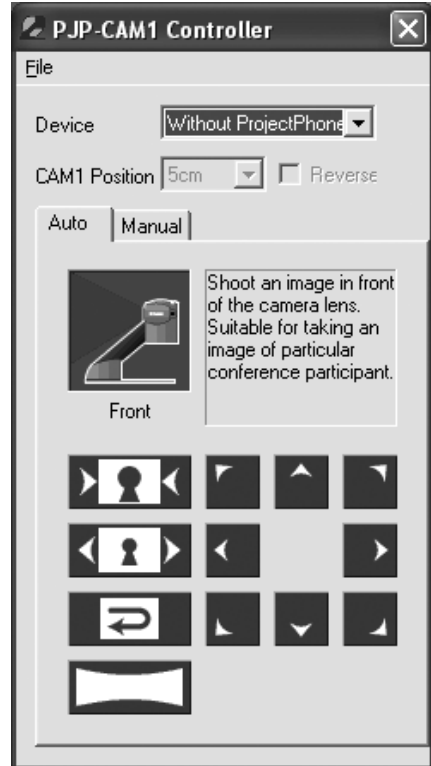 PJP-CAM1 Controller
File
Device Without ProjectPhone
CAM1 Position 5cm Reverse
Auto Manual
Shoot an image in front
of the camera lens.
Suitable for taking an
image of particular
conference participant.
Front